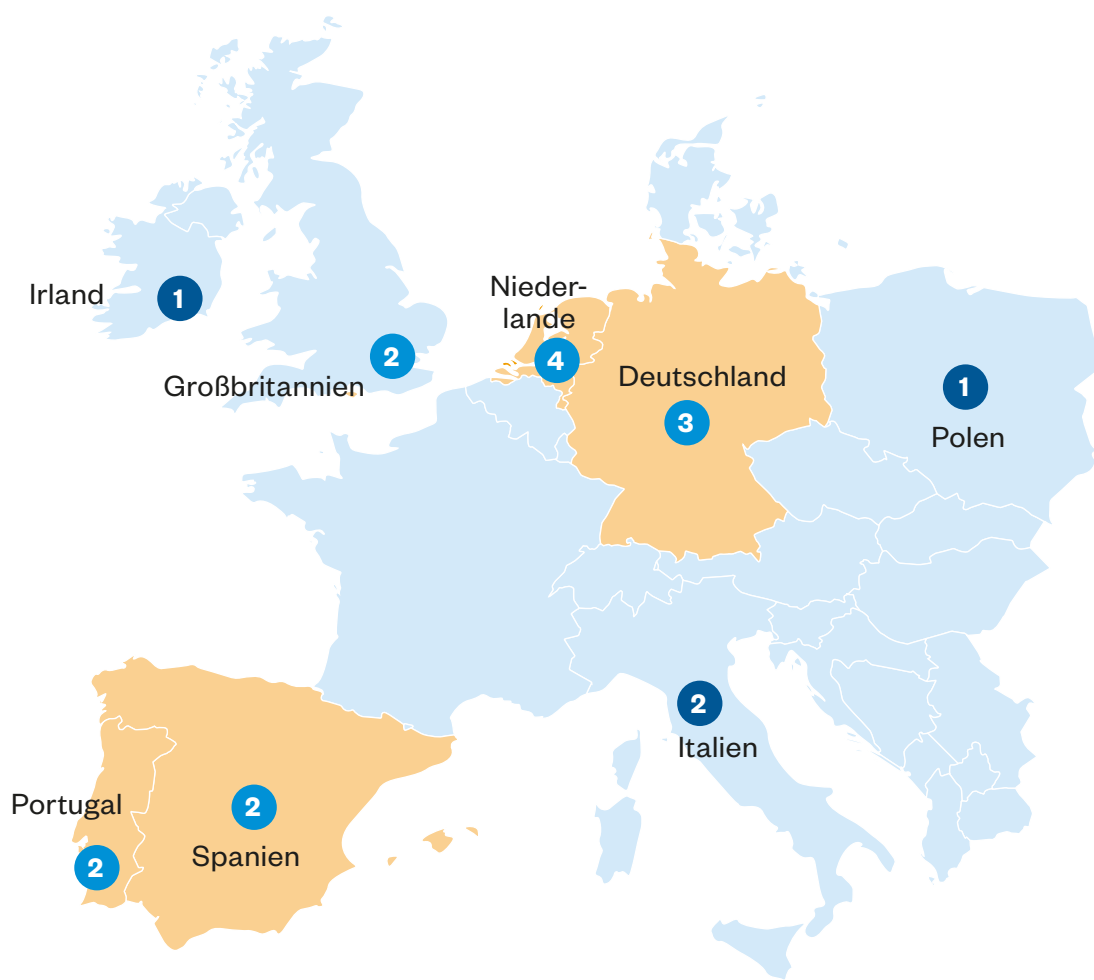 Irland
1
Großbritannien
2
Nieder-
lande
4
Deutschland
3
1
Polen
2
Italien
Portugal
2
2
Spanien